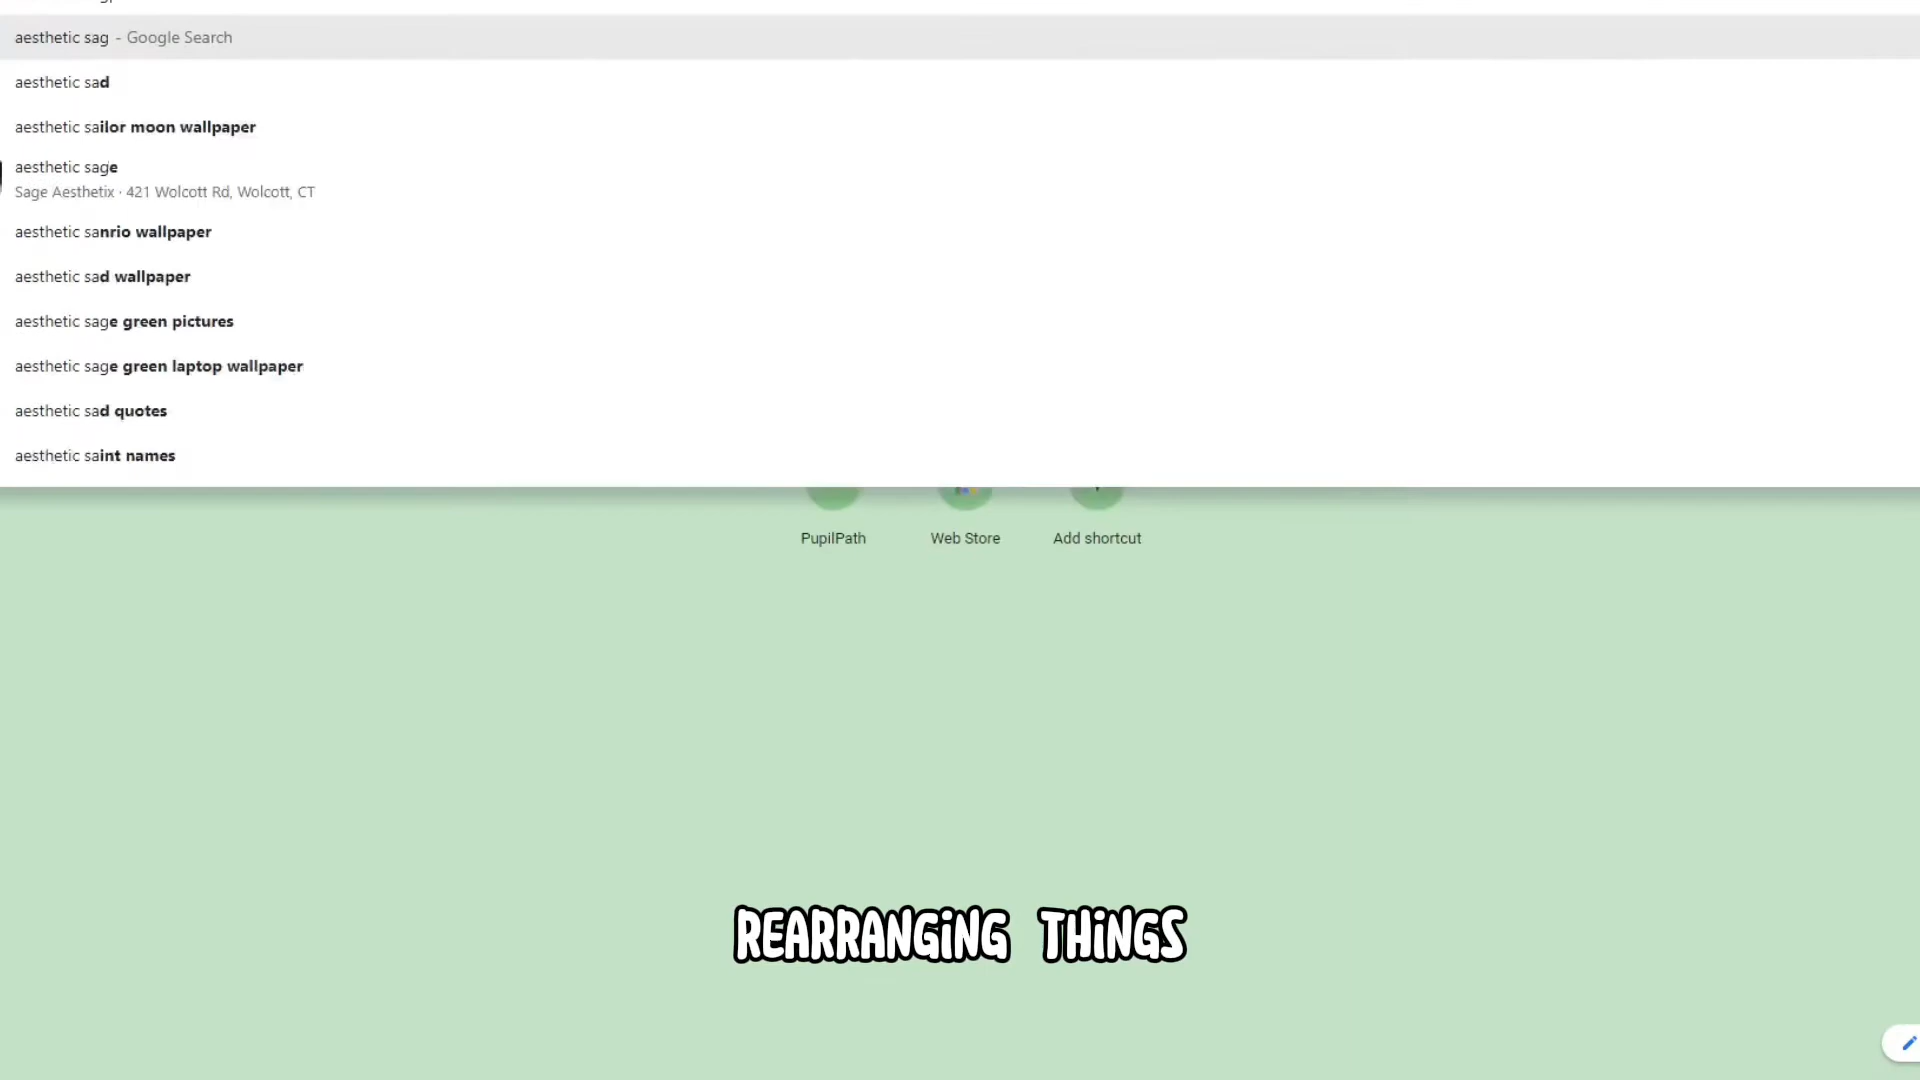 aesthetic sag - Google Search
aesthetic sad
aesthetic sailor moon wallpaper
aesthetic sage
Sage Aesthetix · 421 Wolcott Rd, Wolcott, CT
aesthetic sanrio wallpaper
aesthetic sad wallpaper
aesthetic sage green pictures
aesthetic sage green laptop wallpaper
aesthetic sad quotes
aesthetic saint names
PupilPath Web Store Add shortcut
REARRANGiNG THiNGS